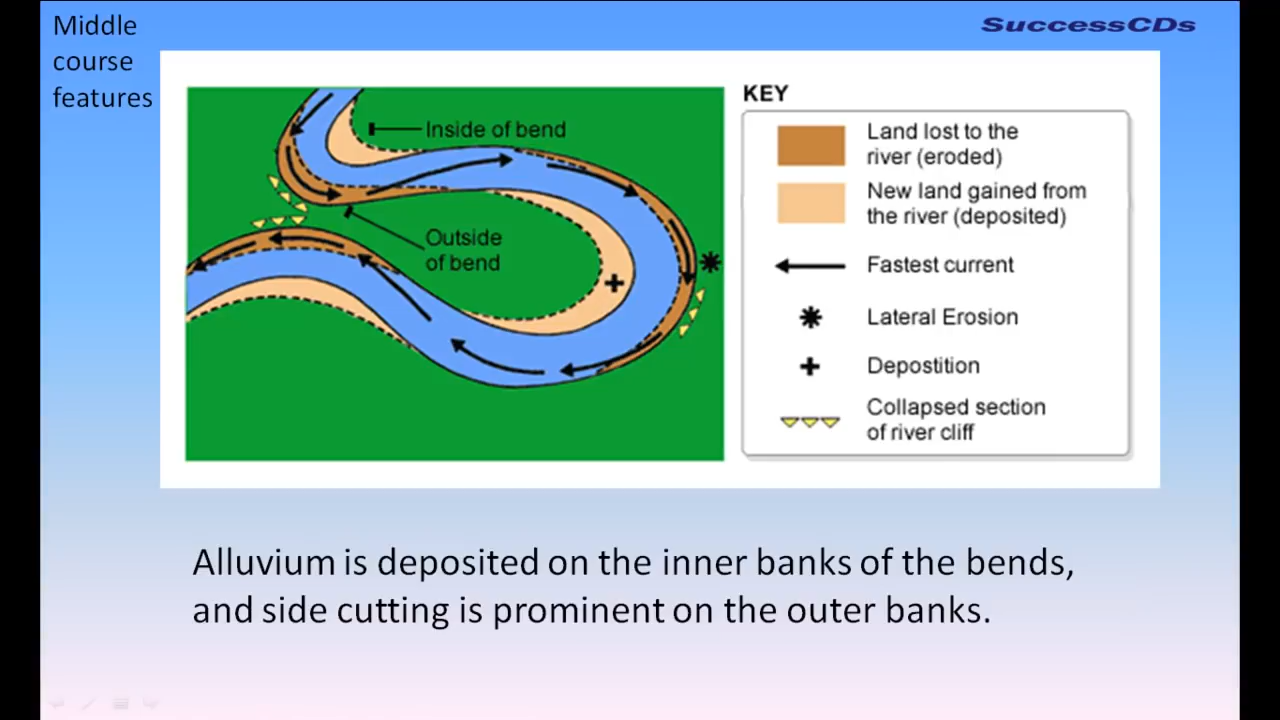 Middle
course
features
SuccessCDs
Inside of bend
Outside
of bend
KEY
Land lost to the
river (eroded)
New land gained from
the river (deposited)
Fastest current
Lateral Erosion
Depostition
Collapsed section
of river cliff
Alluvium is deposited on the inner banks of the bends,
and side cutting is prominent on the outer banks.